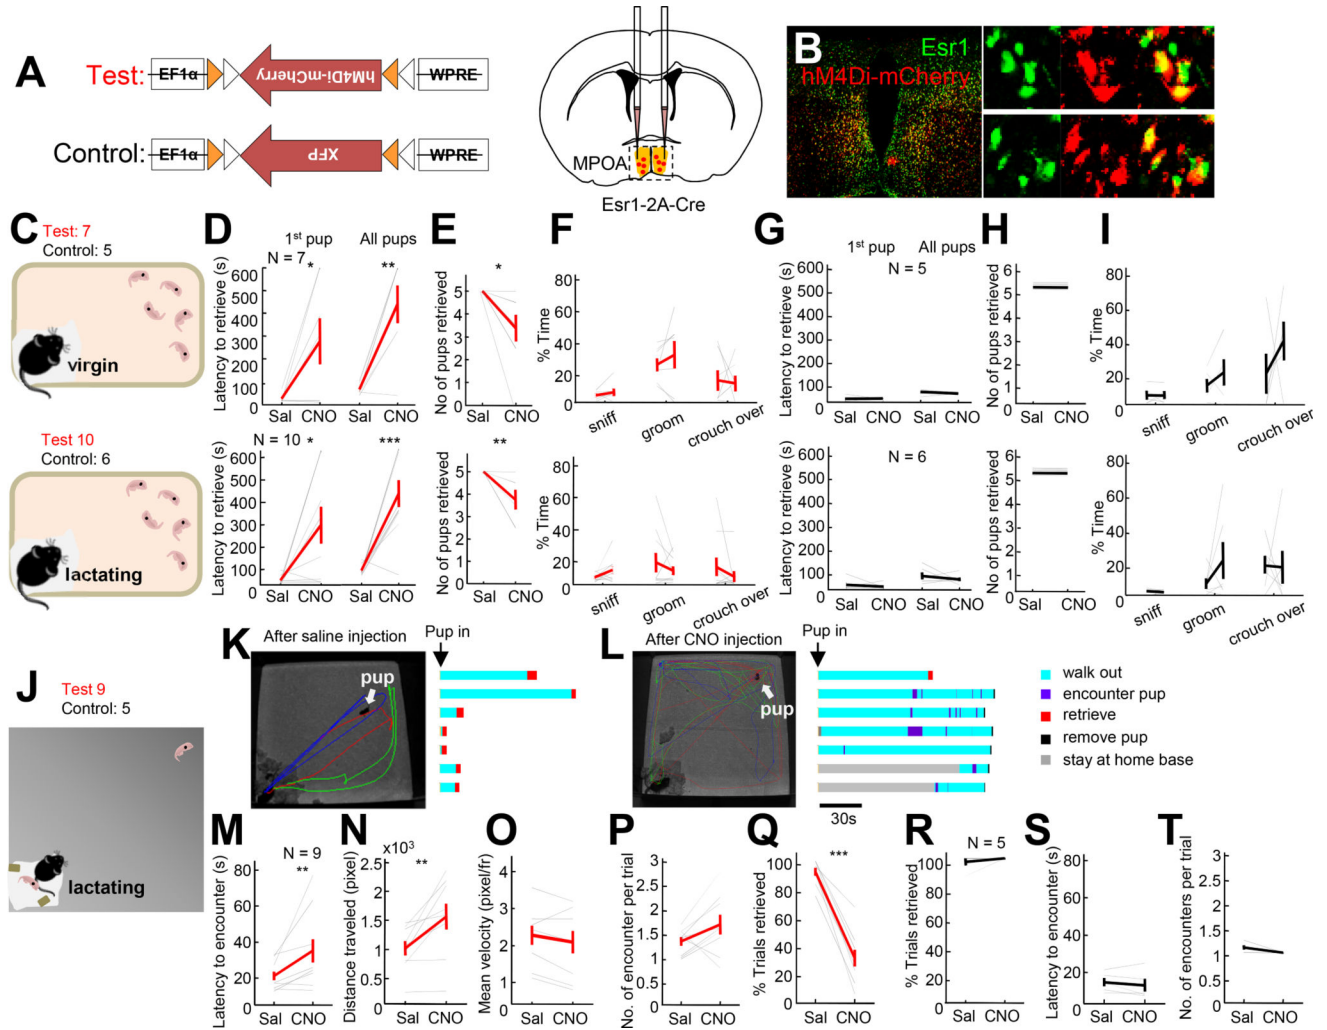 A
Test:
EF1α
hM4Di-mCherry
WPRE
Control:
EF1α
XFP
WPRE
MPOA
Esr1-2A-Cre
B
Esr1
hM4Di-mCherry
C
Test: 7
Control: 5
virgin
Test 10
Control: 6
lactating
D
1st pup
All pups
N = 7
*
**
Latency to retrieve (s)
600
500
400
300
200
100
0
Sal CNO Sal CNO
N = 10
*
***
Latency to retrieve (s)
600
500
400
300
200
100
0
Sal CNO Sal CNO
E
*
No of pups retrieved
5
4
3
2
1
0
Sal CNO
**
No of pups retrieved
5
4
3
2
1
0
Sal CNO
F
% Time
80
60
40
20
0
sniff
groom
crouch over
% Time
80
60
40
20
0
sniff
groom
crouch over
G
1st pup
All pups
N = 5
Latency to retrieve (s)
600
500
400
300
200
100
0
Sal CNO Sal CNO
N = 6
Latency to retrieve (s)
600
500
400
300
200
100
0
Sal CNO Sal CNO
H
No of pups retrieved
6
5
4
3
2
1
0
Sal CNO
No of pups retrieved
6
5
4
3
2
1
0
Sal CNO
I
% Time
80
60
40
20
0
sniff
groom
crouch over
% Time
80
60
40
20
0
sniff
groom
crouch over
J
Test 9
Control: 5
lactating
K
After saline injection
pup
Pup in
L
After CNO injection
pup
Pup in
30s
walk out
encounter pup
retrieve
remove pup
stay at home base
M
N = 9
**
Latency to encounter (s)
80
60
40
20
0
Sal CNO
N
×10³
**
Distance traveled (pixel)
2.5
2
1.5
1
0.5
0
Sal CNO
O
Mean velocity (pixel/fr)
4
3
2
1
0
Sal CNO
P
No. of encounter per trial
3
2.5
2
1.5
1
0.5
0
Sal CNO
Q
***
% Trials retrieved
100
80
60
40
20
0
Sal CNO
R
N = 5
% Trials retrieved
100
80
60
40
20
0
Sal CNO
S
Latency to encounter (s)
80
60
40
20
0
Sal CNO
T
No. of encounters per trial
3
2.5
2
1.5
1
0.5
0
Sal CNO